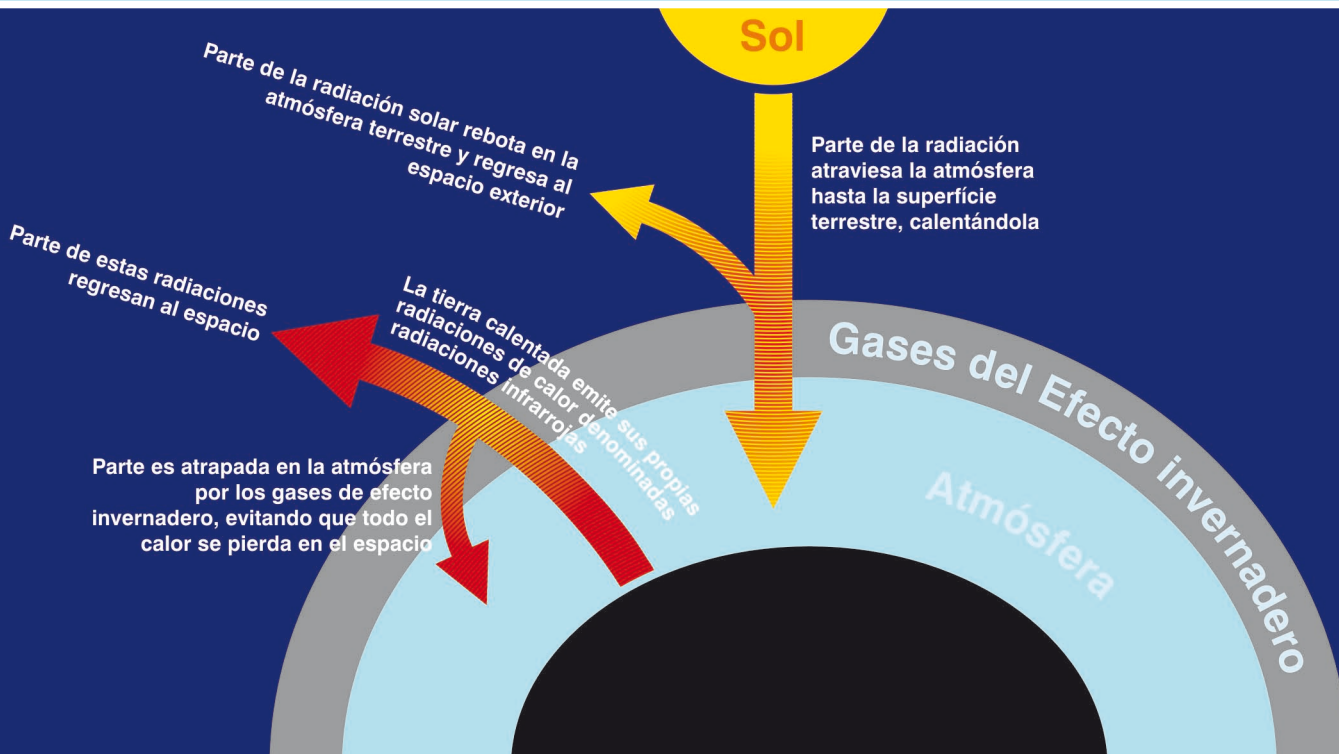 Sol
Parte de la radiación solar rebota en la
atmósfera terrestre y regresa al
espacio exterior
Parte de la radiación
atraviesa la atmósfera
hasta la superfície
terrestre, calentándola
Parte de estas radiaciones
regresan al espacio
La tierra calentada emite sus propias
radiaciones de calor denominadas
radiaciones infrarrojas
Gases del Efecto invernadero
Parte es atrapada en la atmósfera
por los gases de efecto
invernadero, evitando que todo el
calor se pierda en el espacio
Atmósfera